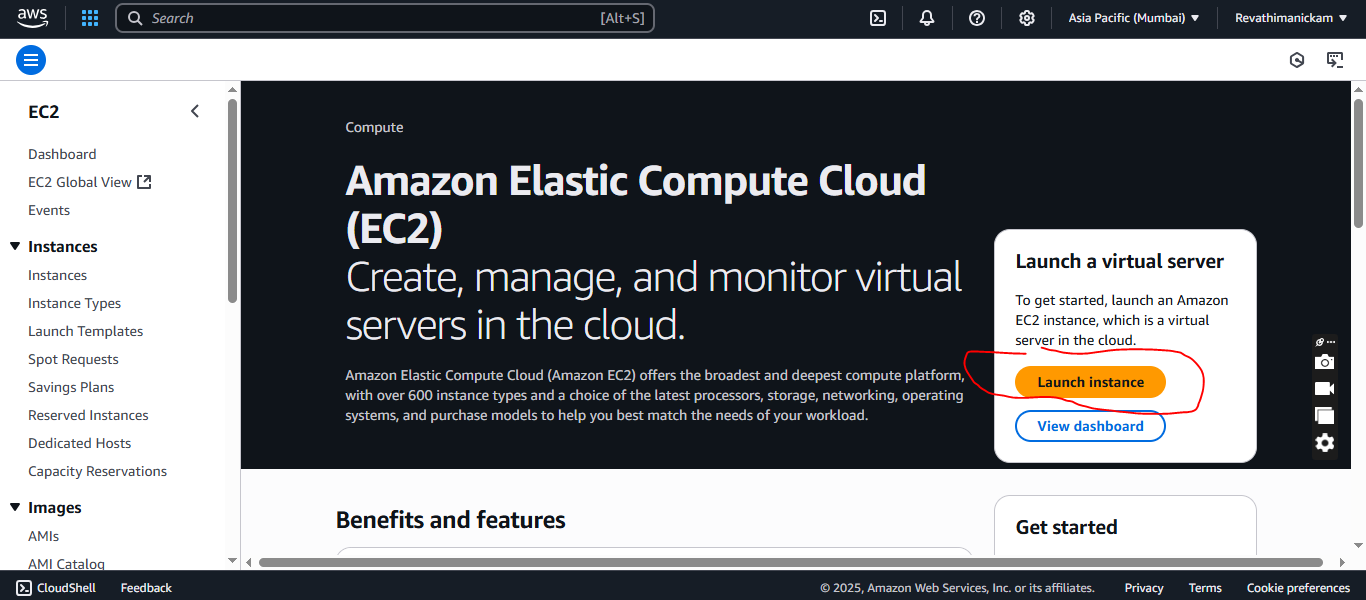 aws
Search
[Alt+S]
Asia Pacific (Mumbai)
Revathimanickam
EC2
Dashboard
EC2 Global View
Events
Instances
Instances
Instance Types
Launch Templates
Spot Requests
Savings Plans
Reserved Instances
Dedicated Hosts
Capacity Reservations
Images
AMIs
AMI Catalog
Compute
Amazon Elastic Compute Cloud
(EC2)
Create, manage, and monitor virtual
servers in the cloud.
Amazon Elastic Compute Cloud (Amazon EC2) offers the broadest and deepest compute platform,
with over 600 instance types and a choice of the latest processors, storage, networking, operating
systems, and purchase models to help you best match the needs of your workload.
Launch a virtual server
To get started, launch an Amazon
EC2 instance, which is a virtual
server in the cloud.
Launch instance
View dashboard
Benefits and features
Get started
CloudShell
Feedback
© 2025, Amazon Web Services, Inc. or its affiliates.
Privacy
Terms
Cookie preferences